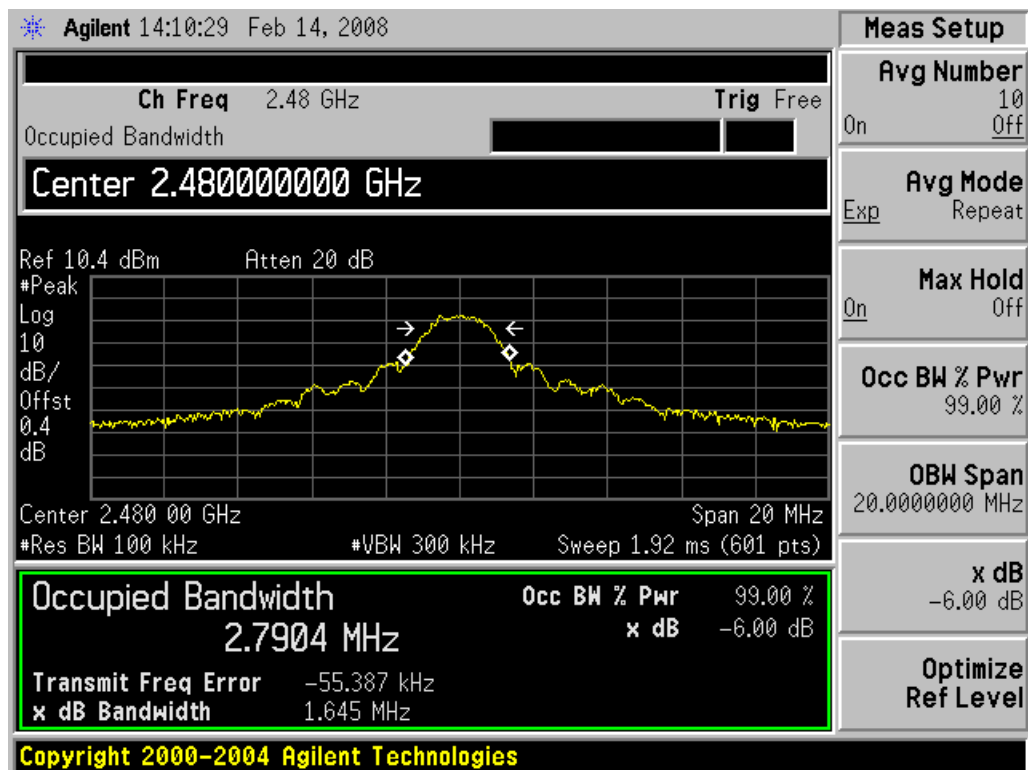 Agilent 14:10:29 Feb 14, 2008
Ch Freq 2.48 GHz Trig Free
Occupied Bandwidth
Center 2.480000000 GHz
Ref 10.4 dBm Atten 20 dB
#Peak
Log
10
dB/
Offst
0.4
dB
Center 2.480 00 GHz Span 20 MHz
#Res BW 100 kHz #VBW 300 kHz Sweep 1.92 ms (601 pts)
Occupied Bandwidth Occ BW % Pwr 99.00 %
2.7904 MHz x dB -6.00 dB
Transmit Freq Error -55.387 kHz
x dB Bandwidth 1.645 MHz
Copyright 2000-2004 Agilent Technologies
Meas Setup
Avg Number
10
On Off
Avg Mode
Exp Repeat
Max Hold
On Off
Occ BW % Pwr
99.00 %
OBW Span
20.0000000 MHz
x dB
-6.00 dB
Optimize
Ref Level